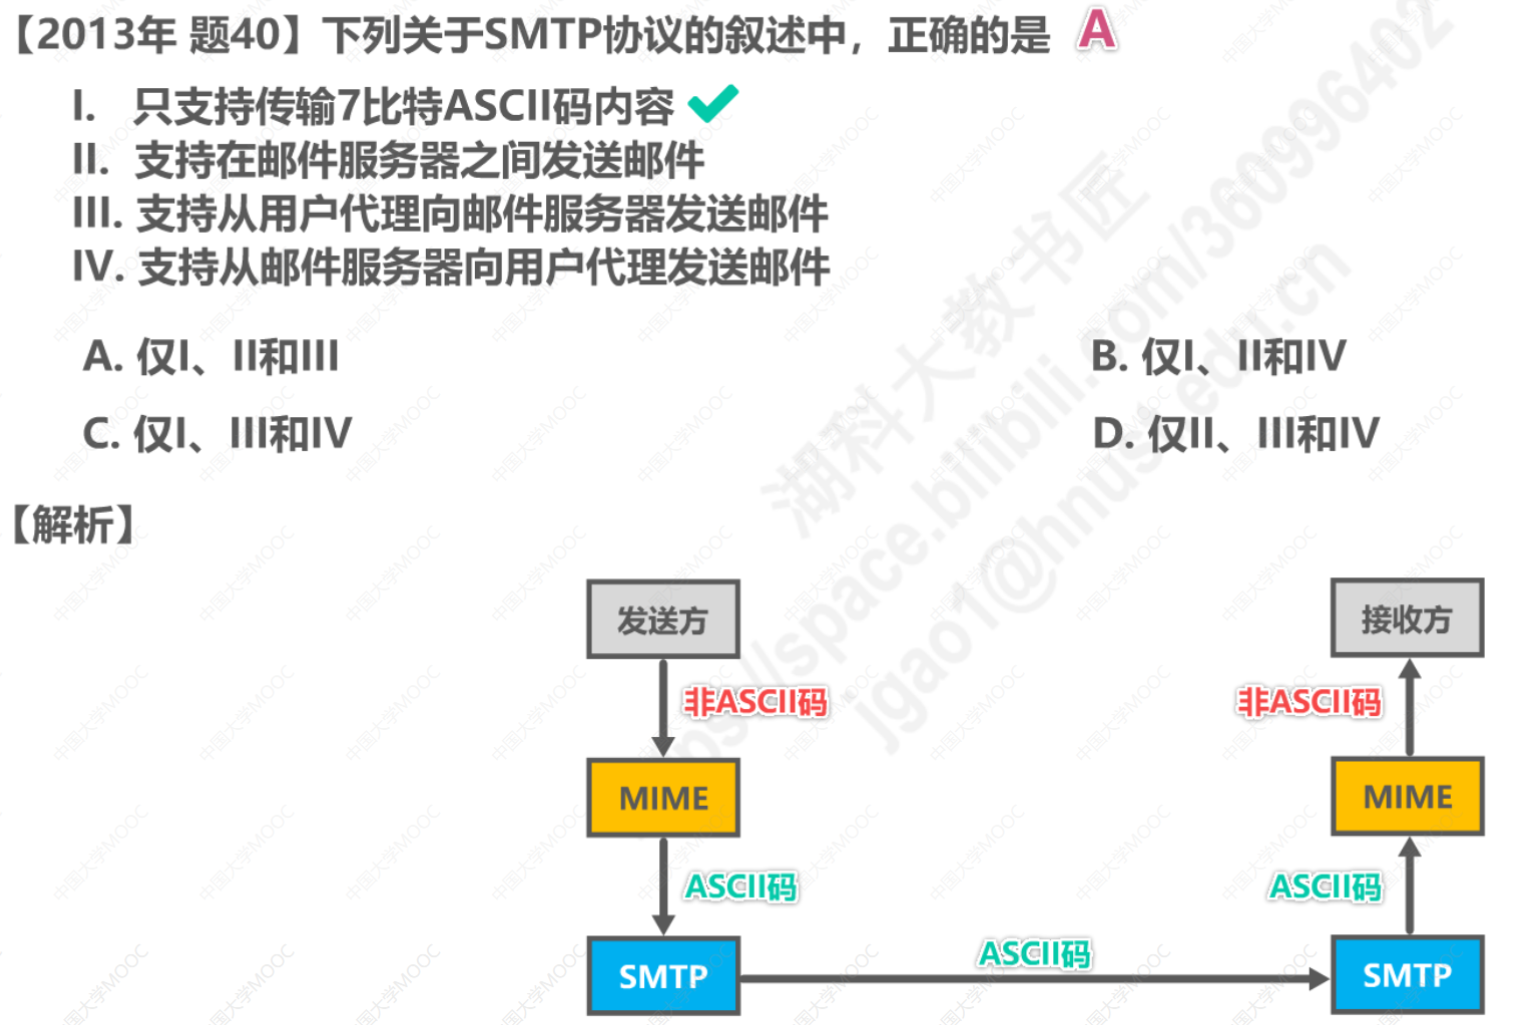 【2013年 题40】下列关于SMTP协议的叙述中，正确的是 A
I. 只支持传输7比特ASCII码内容
II. 支持在邮件服务器之间发送邮件
III. 支持从用户代理向邮件服务器发送邮件
IV. 支持从邮件服务器向用户代理发送邮件
A. 仅I、II和III
B. 仅I、II和IV
C. 仅I、III和IV
D. 仅II、III和IV
【解析】
发送方
接收方
非ASCII码
非ASCII码
MIME
MIME
ASCII码
ASCII码
SMTP
ASCII码
SMTP
湖科大教书匠
space.bilibili.com/360996402
jgao1@hnust.edu.cn
中国大学MOOC